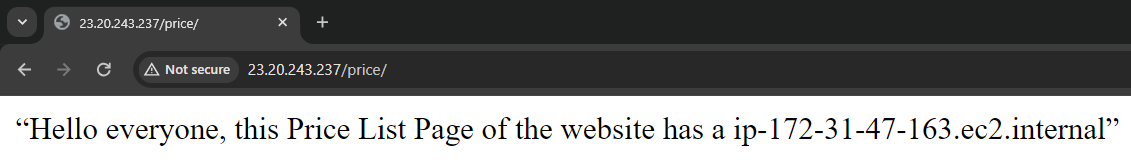 23.20.243.237/price/
Not secure 23.20.243.237/price/
“Hello everyone, this Price List Page of the website has a ip-172-31-47-163.ec2.internal”